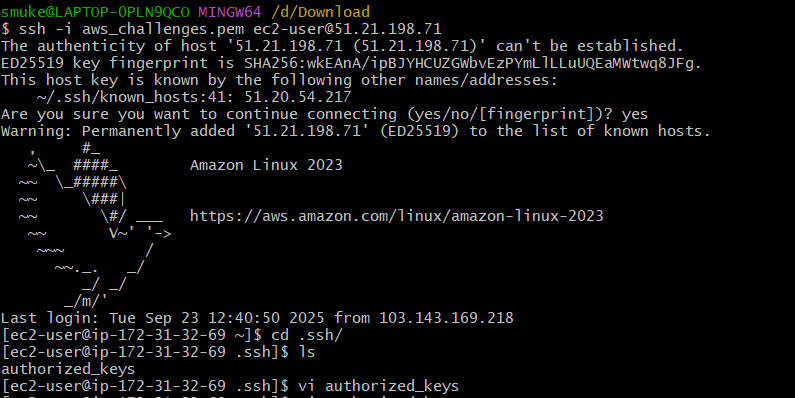 smuke@LAPTOP-0PLN9QCO MINGW64 /d/Download
$ ssh -i aws_challenges.pem ec2-user@51.21.198.71
The authenticity of host '51.21.198.71 (51.21.198.71)' can't be established.
ED25519 key fingerprint is SHA256:wkEAnA/ipBJYHCUZGWbvEzPYmLlLLuUQEaMWtwq8JFg.
This host key is known by the following other names/addresses:
    ~/.ssh/known_hosts:41: 51.20.54.217
Are you sure you want to continue connecting (yes/no/[fingerprint])? yes
Warning: Permanently added '51.21.198.71' (ED25519) to the list of known hosts.
   ,     #_
   ~\_  ####_        Amazon Linux 2023
  ~~  \_#####\
  ~~     \###|
  ~~       \#/ ___   https://aws.amazon.com/linux/amazon-linux-2023
   ~~       V~' '->
    ~~~         /
      ~~._.   _/
         _/ _/
       _/m/'
Last login: Tue Sep 23 12:40:50 2025 from 103.143.169.218
[ec2-user@ip-172-31-32-69 ~]$ cd .ssh/
[ec2-user@ip-172-31-32-69 .ssh]$ ls
authorized_keys
[ec2-user@ip-172-31-32-69 .ssh]$ vi authorized_keys